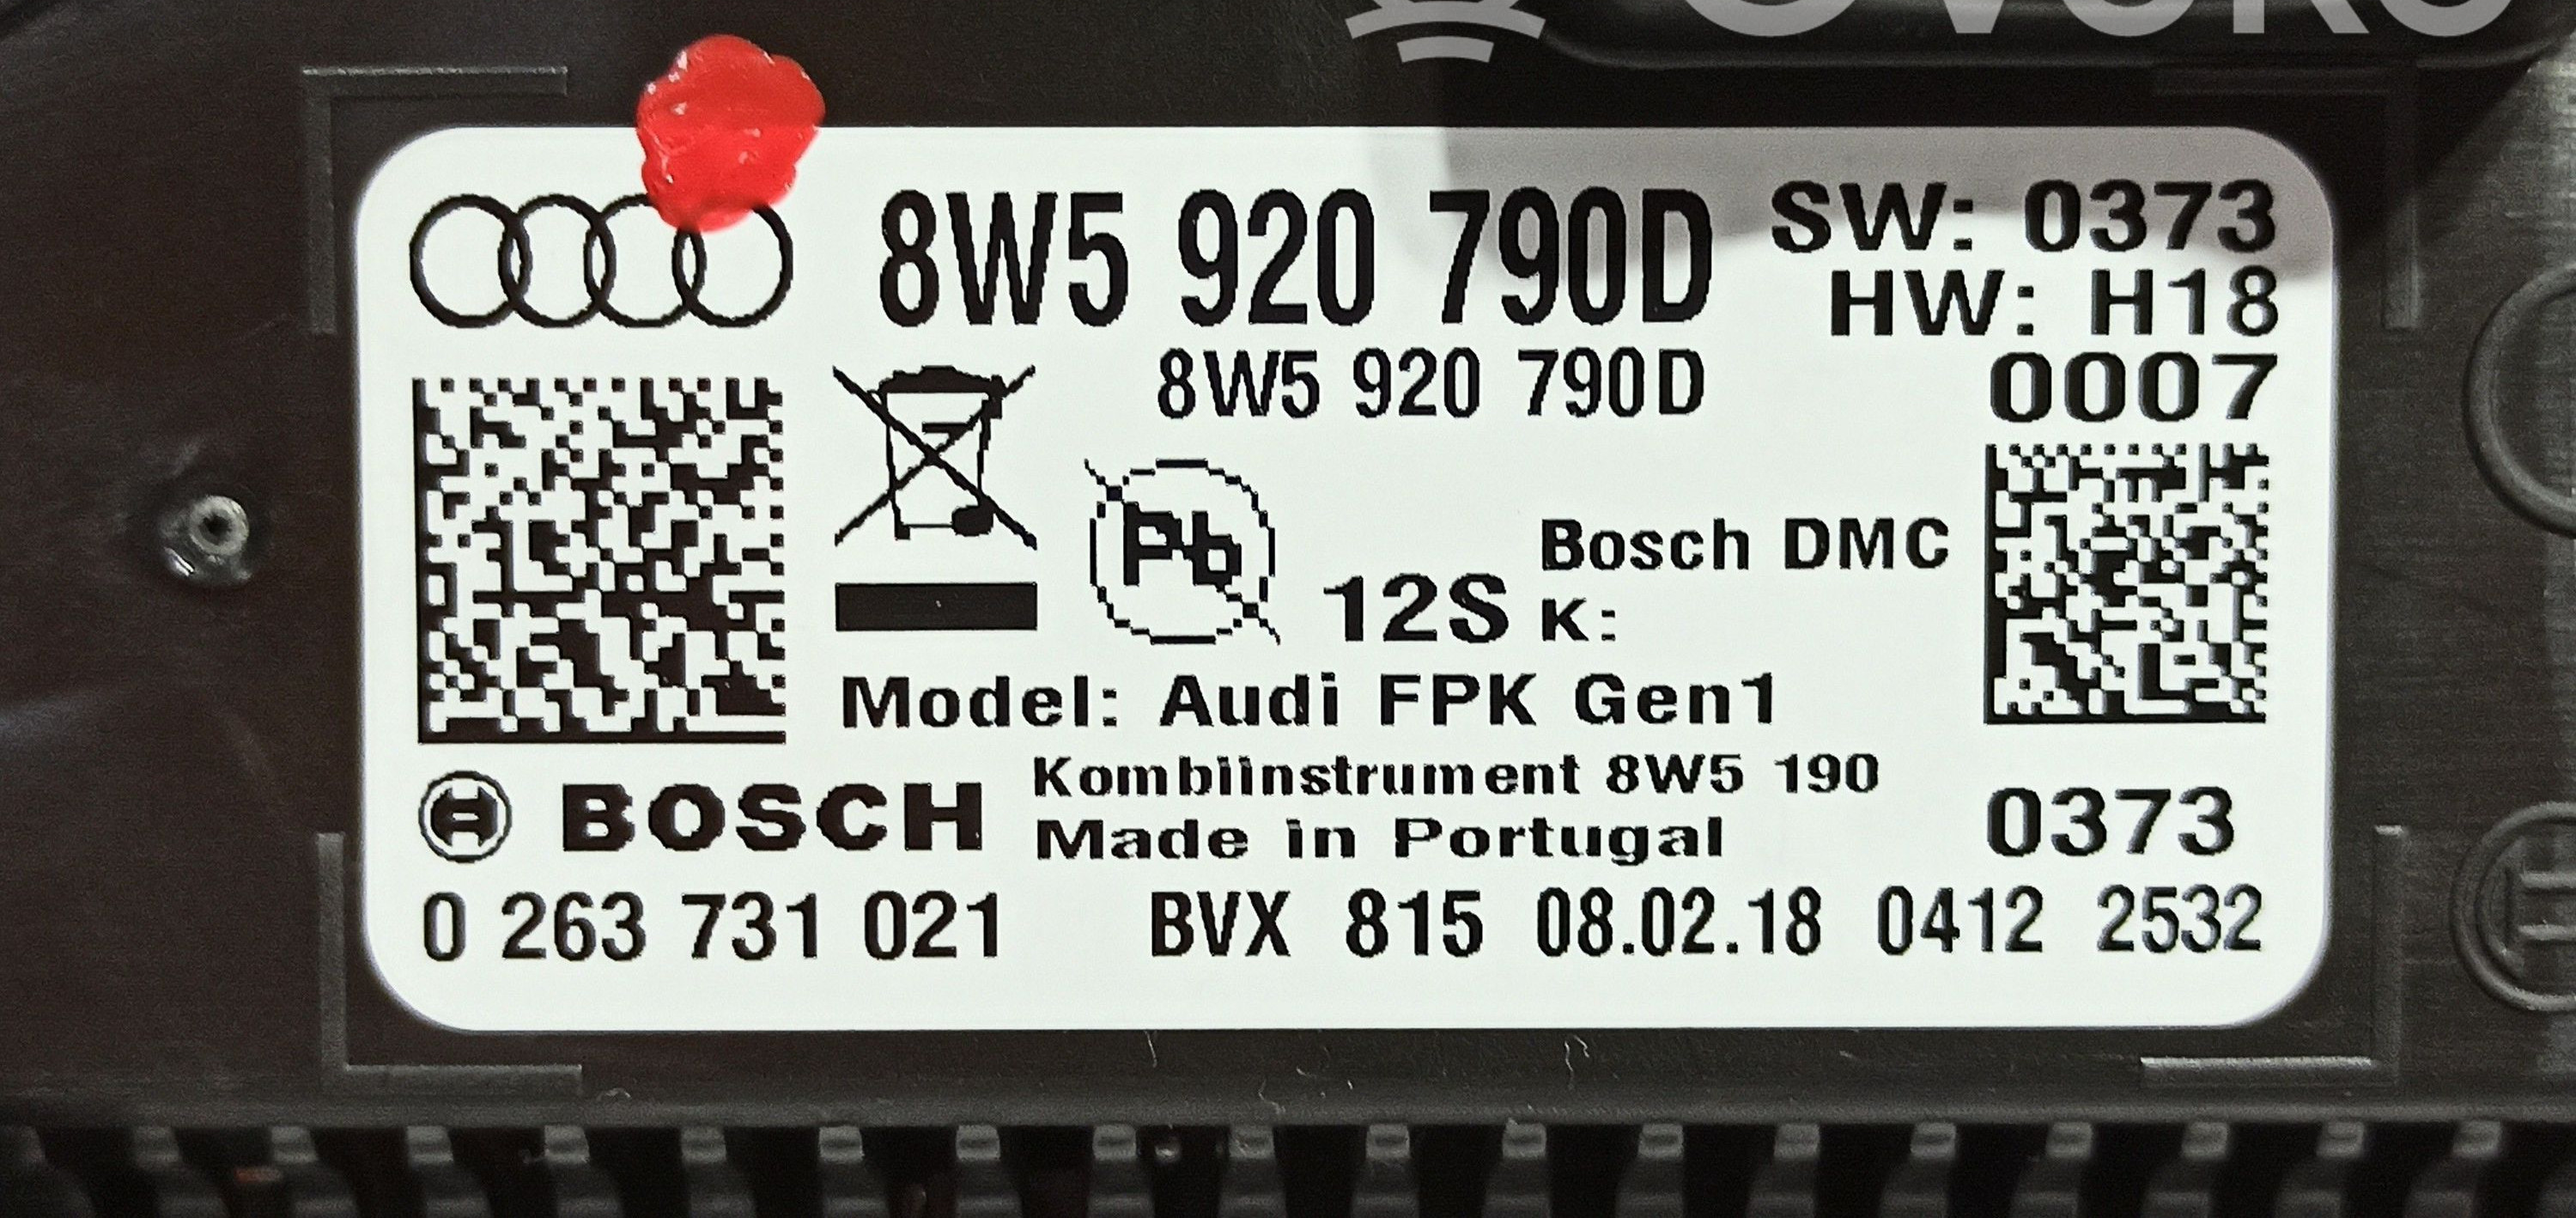 8W5 920 790D
SW: 0373
HW: H18
8W5 920 790D
0007
Pb
12S
Bosch DMC
K:
Model: Audi FPK Gen1
Kombiinstrument 8W5 190
BOSCH
Made in Portugal
0373
0 263 731 021 BVX 815 08.02.18 0412 2532